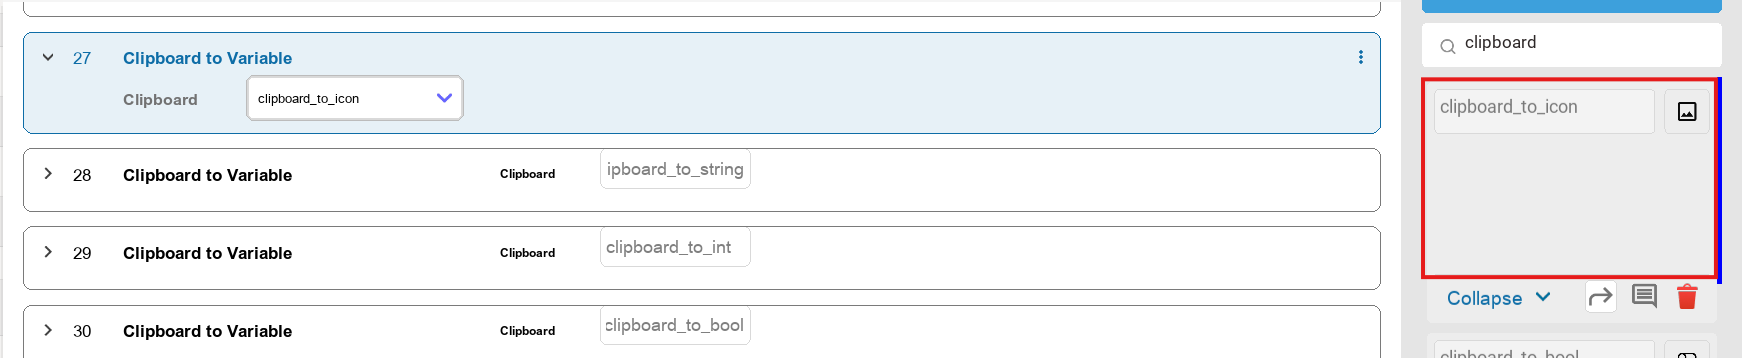 27 Clipboard to Variable
Clipboard clipboard_to_icon
28 Clipboard to Variable Clipboard ipboard_to_string
29 Clipboard to Variable Clipboard clipboard_to_int
30 Clipboard to Variable Clipboard clipboard_to_bool
clipboard
clipboard_to_icon
Collapse
clipboard_to_bool